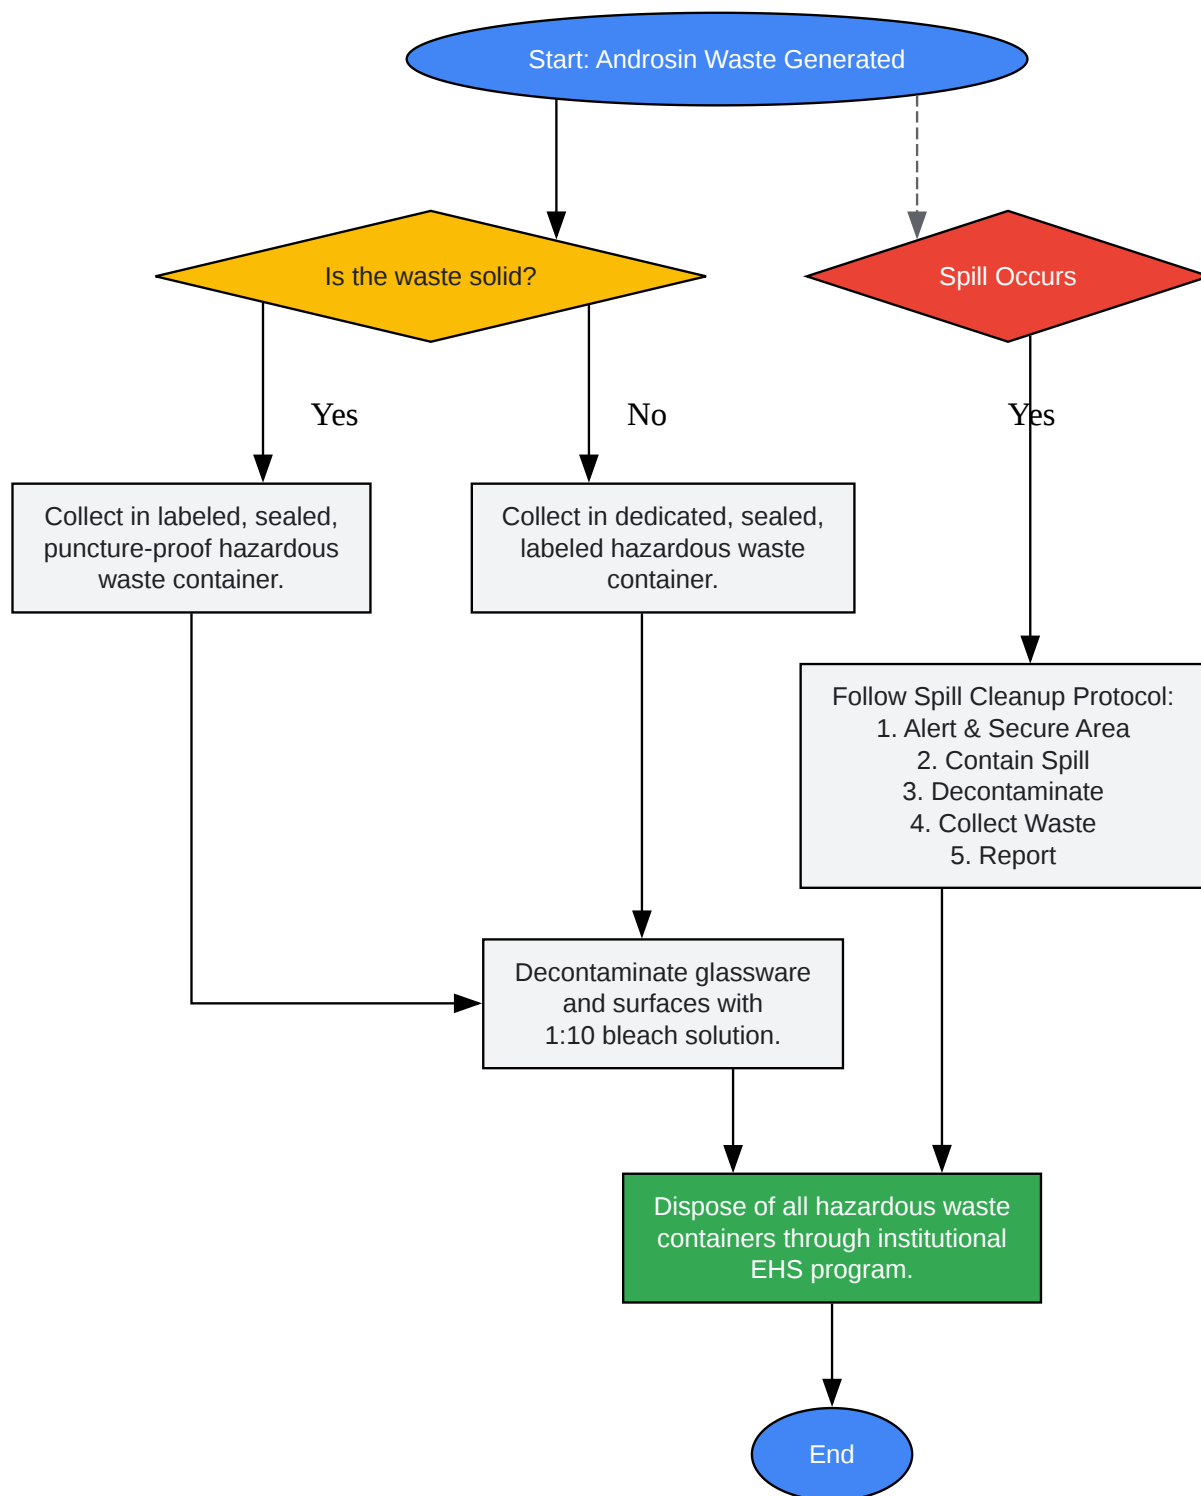 Start: Androsin Waste Generated
Is the waste solid?
Spill Occurs
Yes
No
Yes
Collect in labeled, sealed,
puncture-proof hazardous
waste container.
Collect in dedicated, sealed,
labeled hazardous waste
container.
Follow Spill Cleanup Protocol:
1. Alert & Secure Area
2. Contain Spill
3. Decontaminate
4. Collect Waste
5. Report
Decontaminate glassware
and surfaces with
1:10 bleach solution.
Dispose of all hazardous waste
containers through institutional
EHS program.
End